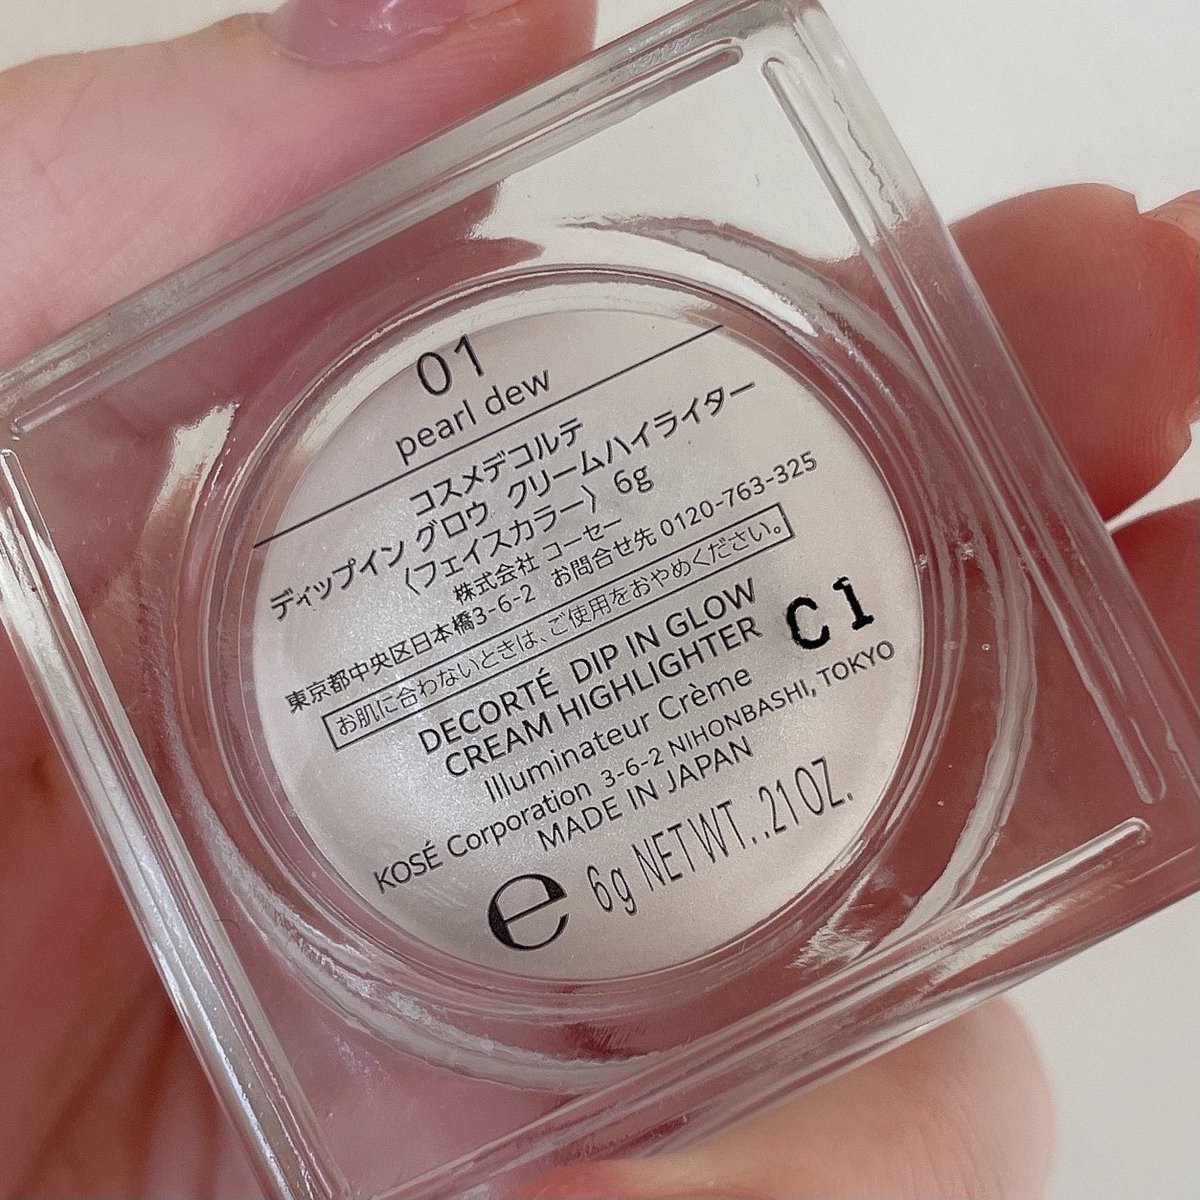 01
pearl dew
コスメデコルテ
ディップイン グロウ クリームハイライター
〈フェイスカラー〉 6g
株式会社 コーセー
東京都中央区日本橋3-6-2 お問合せ先 0120-763-325
お肌に合わないときは、ご使用をおやめください。
DECORTÉ DIP IN GLOW
CREAM HIGHLIGHTER
C1
Illuminateur Crème
KOSÉ Corporation 3-6-2 NIHONBASHI, TOKYO
MADE IN JAPAN
e 6g NET WT. .21 OZ.